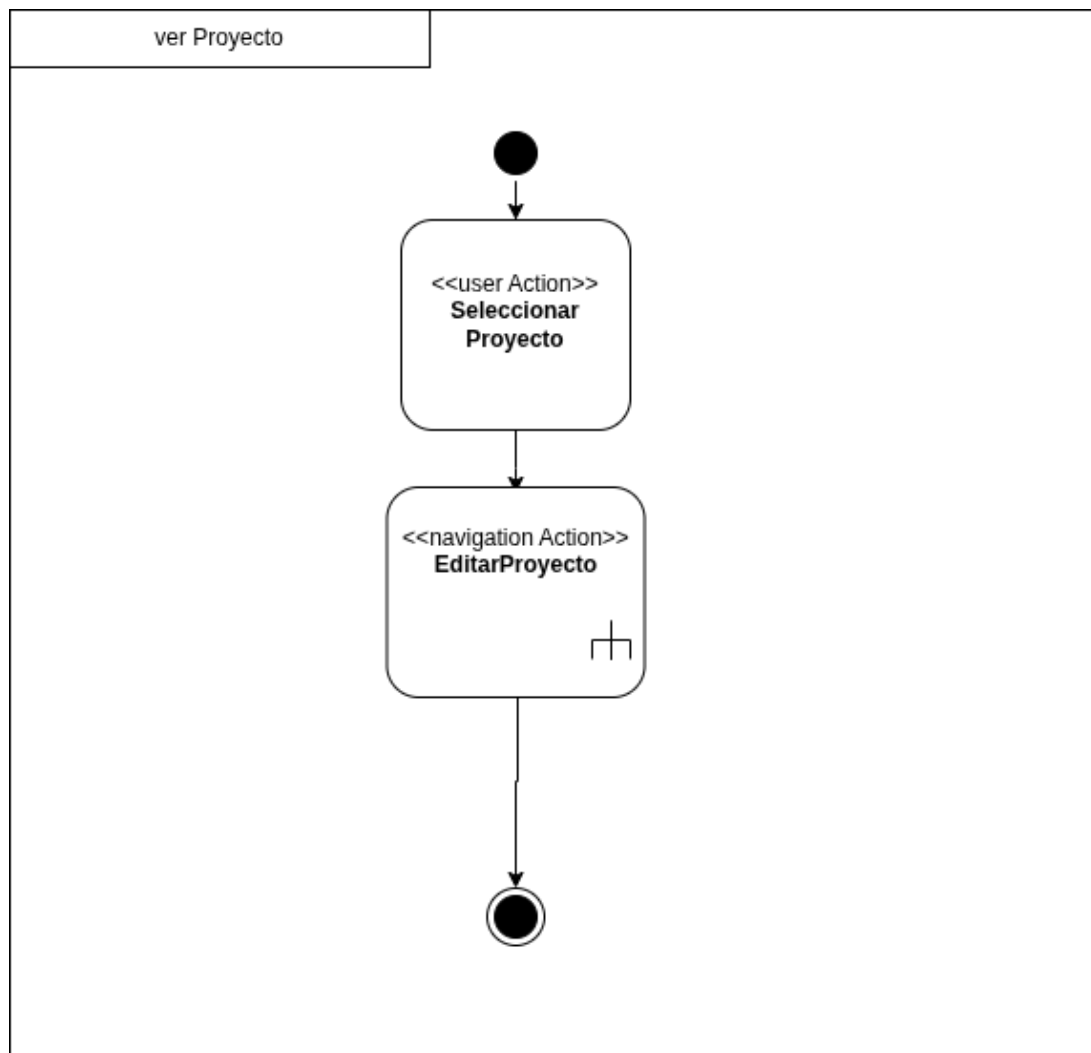 ver Proyecto
<<user Action>>
Seleccionar
Proyecto
<<navigation Action>>
EditarProyecto